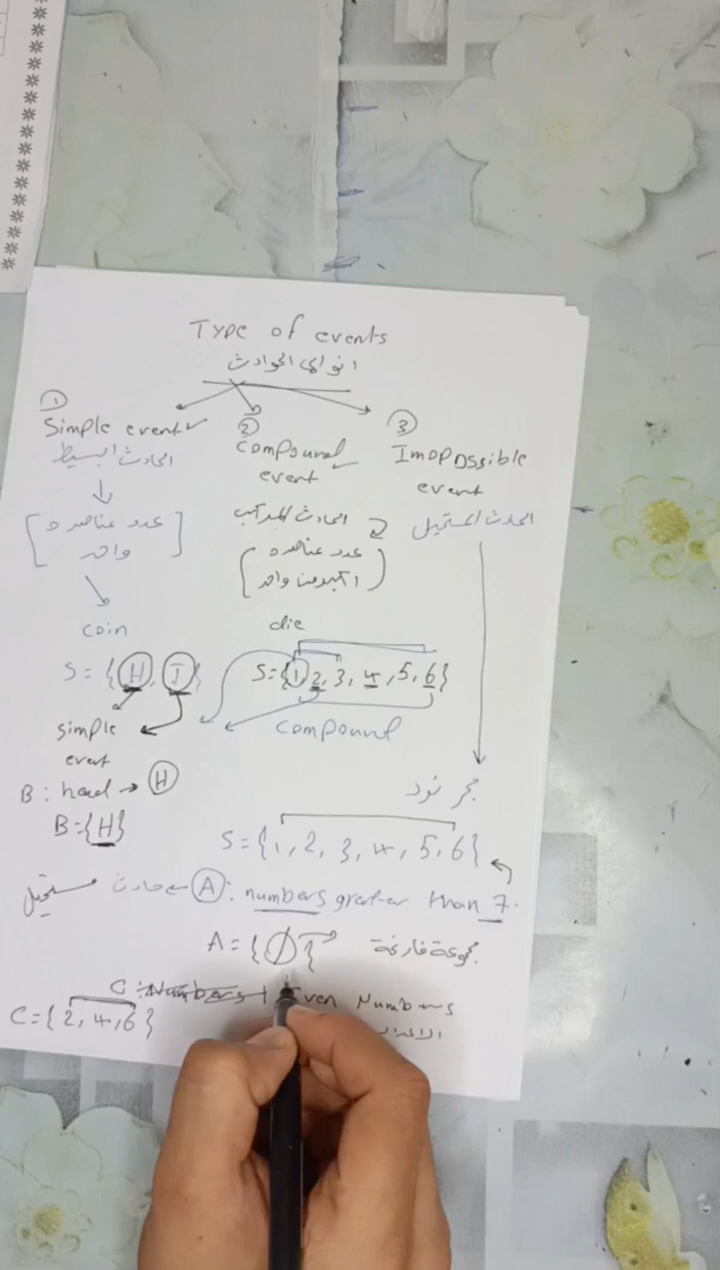 Type of events
انواع الحوادث
①
Simple event ✓
الحادث البسيط
[عدد عناصره
واحد]
coin
S = {H, T}
simple
event
B : head → H
B = {H}
②
Compound ✓
event
الحادث المركب
(عدد عناصره
اكبر من واحد)
die
S = {1, 2, 3, 4, 5, 6}
compound
③
Imopossible
event
الحدث المستحيل
حجر نرد
S = {1, 2, 3, 4, 5, 6}
A : numbers greater than 7.
حادث مستحيل
A = {∅} → مجموعة فارغة.
Even Numbers
C = {2, 4, 6}